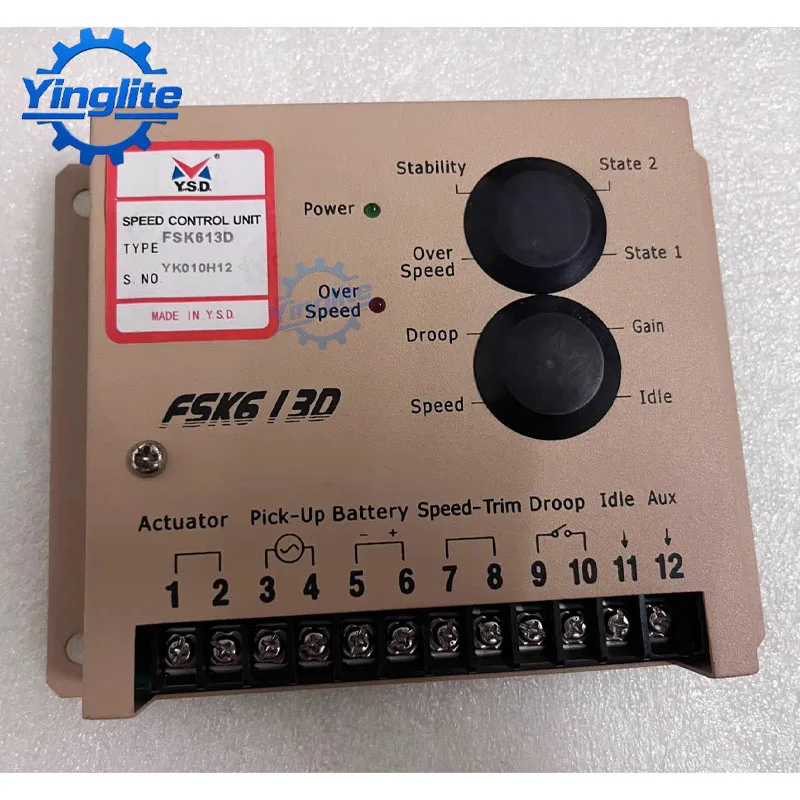 Yinglite
Y.S.D. ®
SPEED CONTROL UNIT
TYPE FSK613D
S. NO. YK010H12
MADE IN Y.S.D.
Stability
State 2
Power
Over
Speed
State 1
Over
Speed
Yinglite
Droop
Gain
Speed
Idle
FSK613D
Actuator Pick-Up Battery Speed-Trim Droop Idle Aux
- +
1 2 3 4 5 6 7 8 9 10 11 12